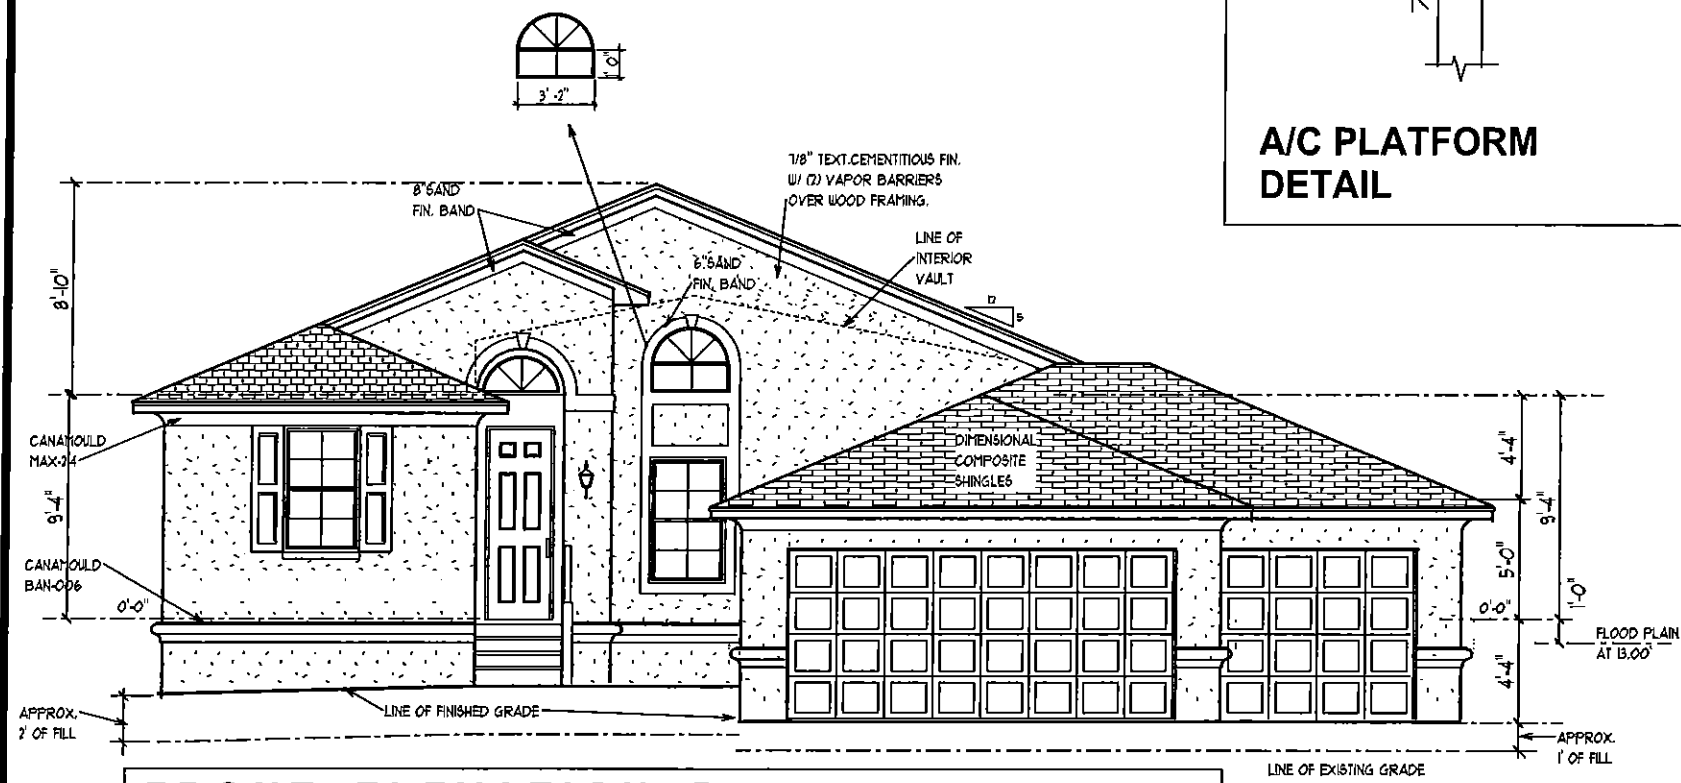 1'0"
3'-2"
A/C PLATFORM
DETAIL
7/8" TEXT.CEMENTITIOUS FIN.
W/ (2) VAPOR BARRIERS
OVER WOOD FRAMING.
8"SAND
FIN. BAND
6"SAND
FIN. BAND
LINE OF
INTERIOR
VAULT
12
5
8'-10"
CANAMOULD
MAX-24
9'-4"
CANAMOULD
BAN-006
0'-0"
DIMENSIONAL
COMPOSITE
SHINGLES
4'-4"
9'-4"
5'-0"
0'-0"
1'-0"
FLOOD PLAIN
AT 13.00'
4'-4"
APPROX.
2' OF FILL
LINE OF FINISHED GRADE
APPROX.
1' OF FILL
LINE OF EXISTING GRADE